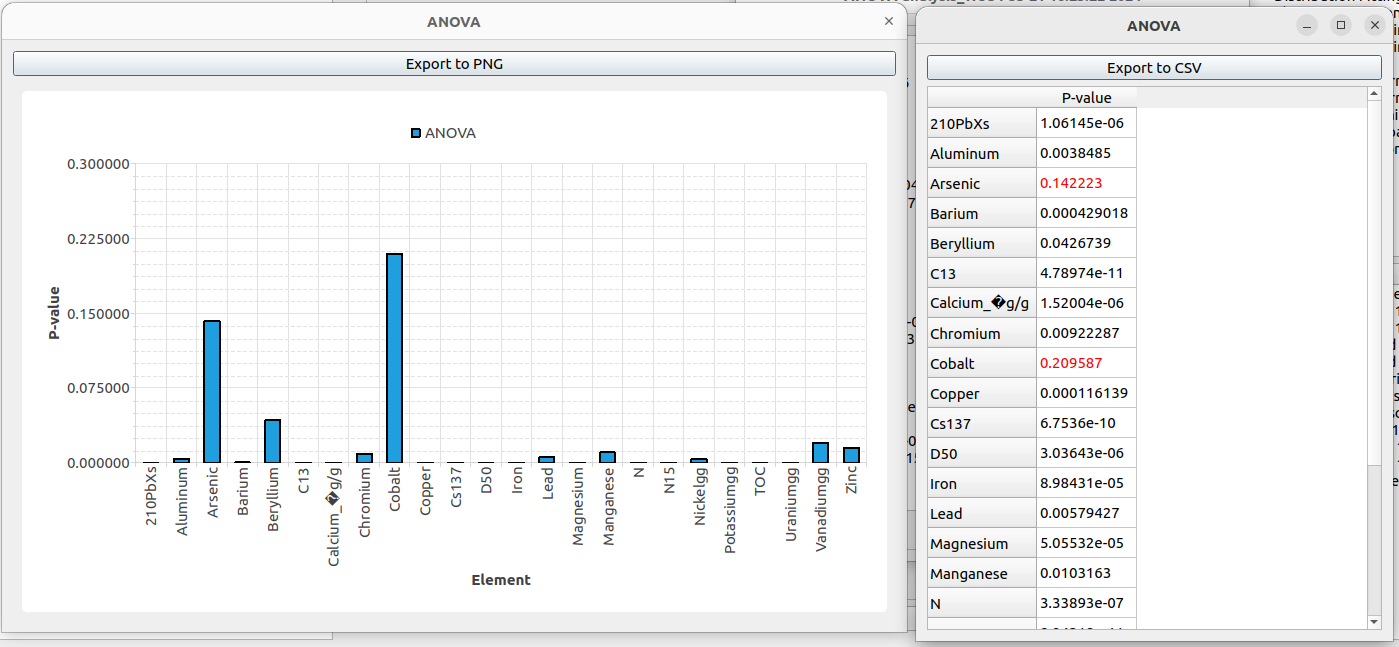 ANOVA
Export to PNG
ANOVA
0.300000
0.225000
0.150000
0.075000
0.000000
P-value
210PbXs
Aluminum
Arsenic
Barium
Beryllium
C13
Calcium_�g/g
Chromium
Cobalt
Copper
Cs137
D50
Iron
Lead
Magnesium
Manganese
N
N15
Nickelgg
Potassiumgg
TOC
Uraniumgg
Vanadiumgg
Zinc
Element
ANOVA
Export to CSV
P-value
210PbXs 1.06145e-06
Aluminum 0.0038485
Arsenic 0.142223
Barium 0.000429018
Beryllium 0.0426739
C13 4.78974e-11
Calcium_�g/g 1.52004e-06
Chromium 0.00922287
Cobalt 0.209587
Copper 0.000116139
Cs137 6.7536e-10
D50 3.03643e-06
Iron 8.98431e-05
Lead 0.00579427
Magnesium 5.05532e-05
Manganese 0.0103163
N 3.33893e-07